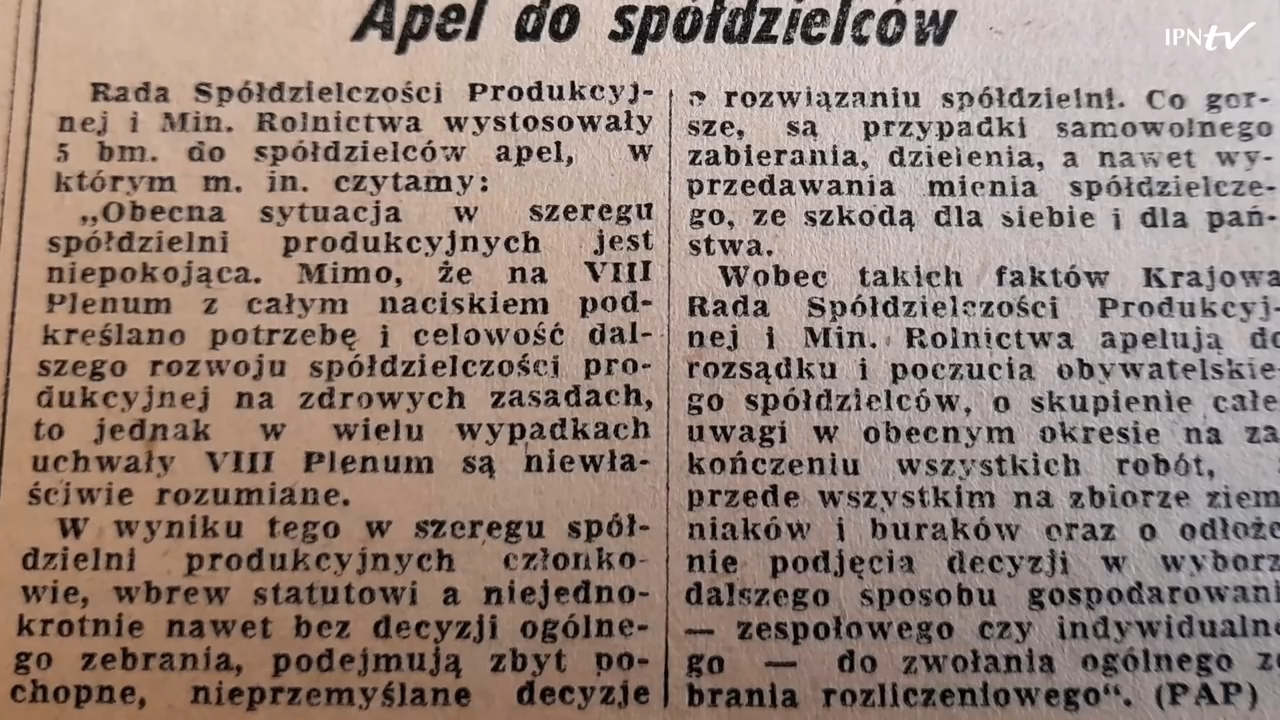 IPNtv
Apel do spółdzielców
Rada Spółdzielczości Produkcyj-
nej i Min. Rolnictwa wystosowały
5 bm. do spółdzielców apel, w
którym m. in. czytamy:
„Obecna sytuacja w szeregu
spółdzielni produkcyjnych jest
niepokojąca. Mimo, że na VIII
Plenum z całym naciskiem pod-
kreślano potrzebę i celowość dal-
szego rozwoju spółdzielczości pro-
dukcyjnej na zdrowych zasadach,
to jednak w wielu wypadkach
uchwały VIII Plenum są niewła-
ściwie rozumiane.
W wyniku tego w szeregu spół-
dzielni produkcyjnych członko-
wie, wbrew statutowi a niejedno-
krotnie nawet bez decyzji ogólne-
go zebrania, podejmują zbyt po-
chopne, nieprzemyślane decyzje
o rozwiązaniu spółdzielni. Co gor-
sze, są przypadki samowolnego
zabierania, dzielenia, a nawet wy-
przedawania mienia spółdzielcze-
go, ze szkodą dla siebie i dla pań-
stwa.
Wobec takich faktów Krajowa
Rada Spółdzielczości Produkcyj-
nej i Min. Rolnictwa apelują do
rozsądku i poczucia obywatelskie-
go spółdzielców, o skupienie całe
uwagi w obecnym okresie na za
kończeniu wszystkich robót,
przede wszystkim na zbiorze ziem
niaków i buraków oraz o odłoże
nie podjęcia decyzji w wyborz
dalszego sposobu gospodarowani
— zespołowego czy indywidualne
go — do zwołania ogólnego ze
brania rozliczeniowego“. (PAP)